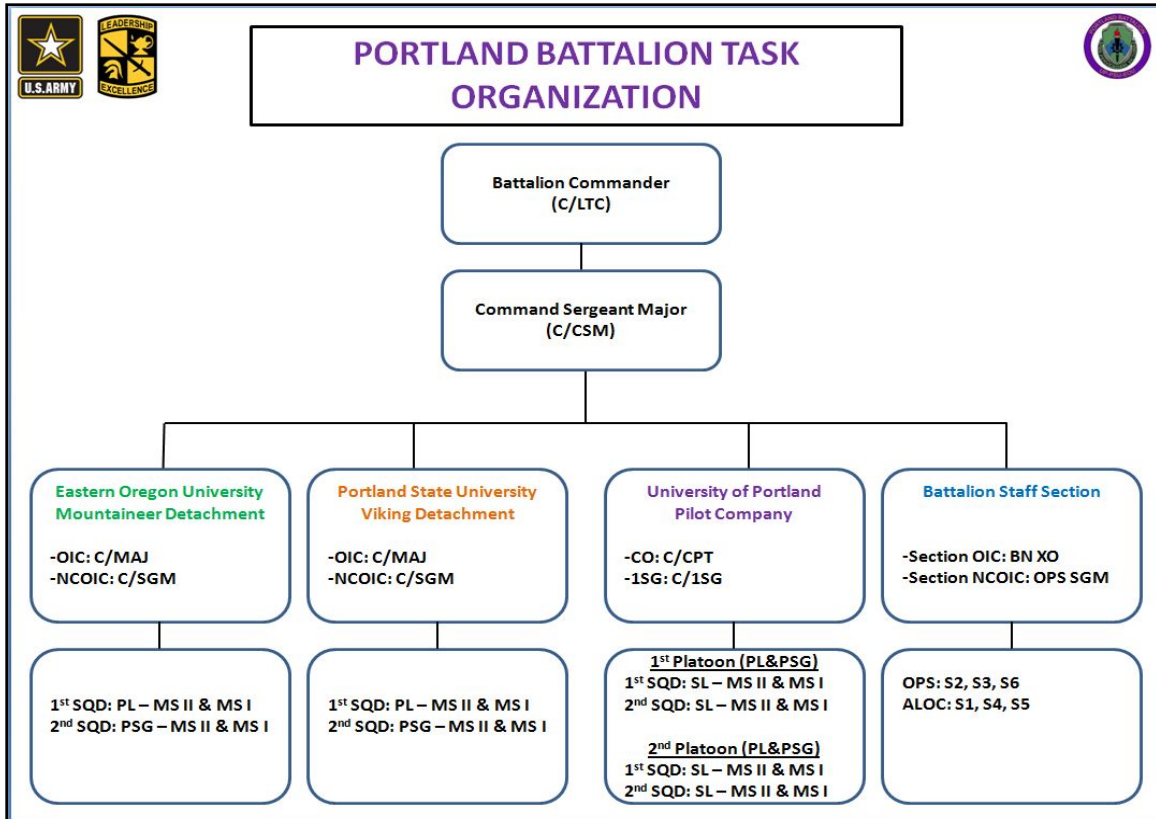 U.S.ARMY
LEADERSHIP
EXCELLENCE
PORTLAND BATTALION TASK
ORGANIZATION
PORTLAND BATTALION
Battalion Commander
(C/LTC)
Command Sergeant Major
(C/CSM)
Eastern Oregon University
Mountaineer Detachment
-OIC: C/MAJ
-NCOIC: C/SGM
Portland State University
Viking Detachment
-OIC: C/MAJ
-NCOIC: C/SGM
University of Portland
Pilot Company
-CO: C/CPT
-1SG: C/1SG
Battalion Staff Section
-Section OIC: BN XO
-Section NCOIC: OPS SGM
1st SQD: PL – MS II & MS I
2nd SQD: PSG – MS II & MS I
1st SQD: PL – MS II & MS I
2nd SQD: PSG – MS II & MS I
1st Platoon (PL&PSG)
1st SQD: SL – MS II & MS I
2nd SQD: SL – MS II & MS I
2nd Platoon (PL&PSG)
1st SQD: SL – MS II & MS I
2nd SQD: SL – MS II & MS I
OPS: S2, S3, S6
ALOC: S1, S4, S5